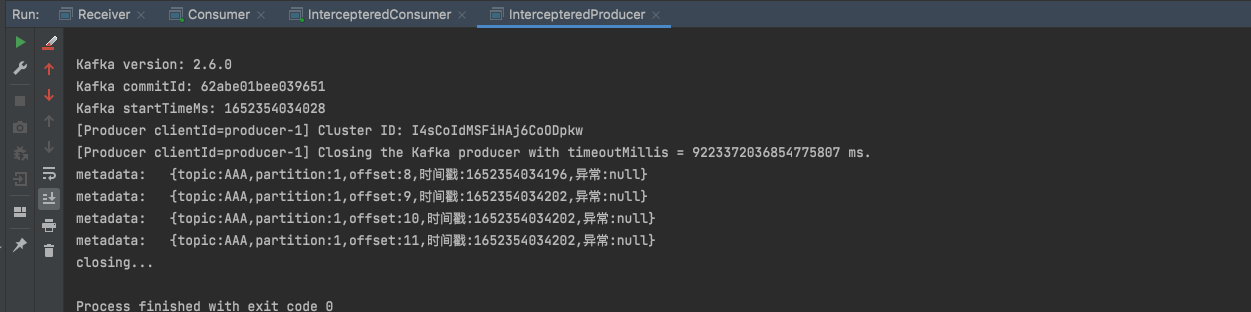 Run: Receiver Consumer IntercepteredConsumer IntercepteredProducer
Kafka version: 2.6.0
Kafka commitId: 62abe01bee039651
Kafka startTimeMs: 1652354034028
[Producer clientId=producer-1] Cluster ID: I4sCoIdMSFiHAj6CoODpkw
[Producer clientId=producer-1] Closing the Kafka producer with timeoutMillis = 9223372036854775807 ms.
metadata:   {topic:AAA,partition:1,offset:8,时间戳:1652354034196,异常:null}
metadata:   {topic:AAA,partition:1,offset:9,时间戳:1652354034202,异常:null}
metadata:   {topic:AAA,partition:1,offset:10,时间戳:1652354034202,异常:null}
metadata:   {topic:AAA,partition:1,offset:11,时间戳:1652354034202,异常:null}
closing...
Process finished with exit code 0